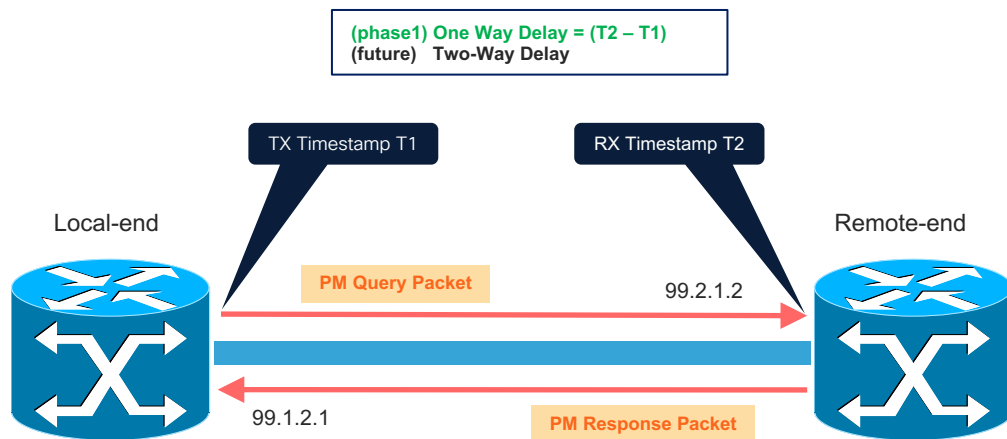 (phase1) One Way Delay = (T2 – T1)
(future) Two-Way Delay
TX Timestamp T1
RX Timestamp T2
Local-end
Remote-end
PM Query Packet
99.2.1.2
99.1.2.1
PM Response Packet